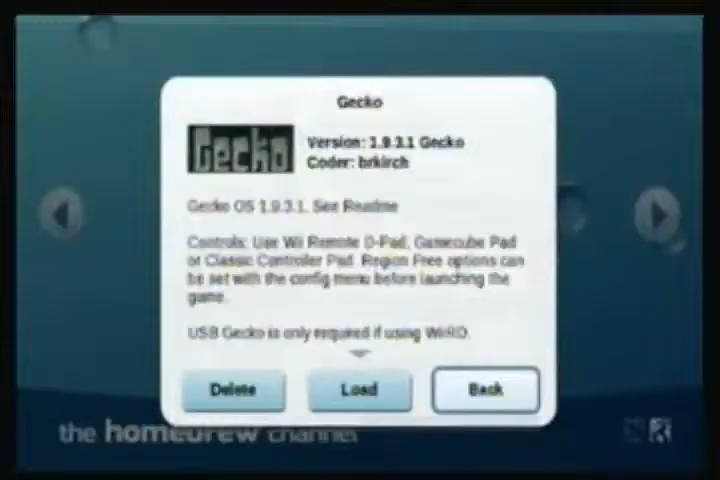 Gecko
Gecko
Version: 1.9.3.1 Gecko
Coder: brkirch
Gecko OS 1.9.3.1. See Readme
Controls: Use Wii Remote D-Pad, Gamecube Pad
or Classic Controller Pad. Region Free options can
be set with the config menu before launching the
game.
USB Gecko is only required if using WiiRD.
Delete
Load
Back
the homebrew channel